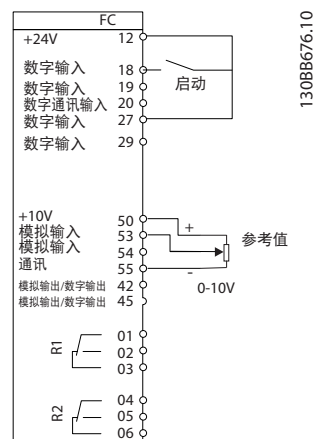 FC
+24V 12
数字输入 18
数字输入 19
数字通讯输入 20
数字输入 27
数字输入 29
启动
+10V 50
模拟输入 53
模拟输入 54
通讯 55
模拟输出/数字输出 42
模拟输出/数字输出 45
+
-
参考值
0-10V
R1
01
02
03
R2
04
05
06
130BB676.10